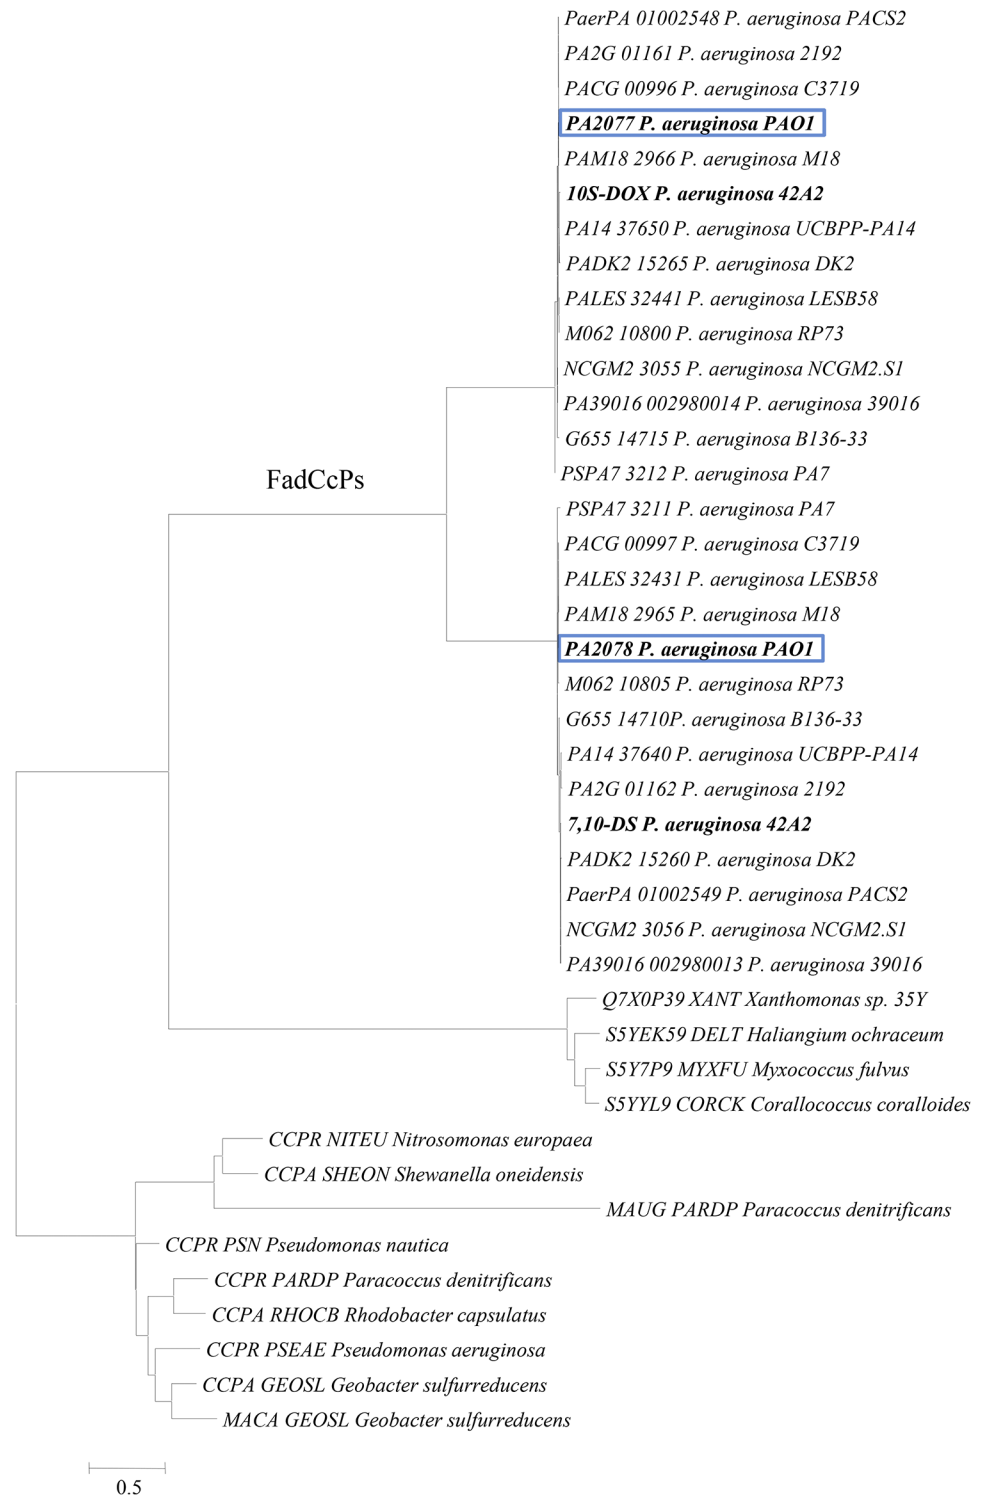 PaerPA 01002548 P. aeruginosa PACS2
PA2G 01161 P. aeruginosa 2192
PACG 00996 P. aeruginosa C3719
PA2077 P. aeruginosa PAO1
PAM18 2966 P. aeruginosa M18
10S-DOX P. aeruginosa 42A2
PA14 37650 P. aeruginosa UCBPP-PA14
PADK2 15265 P. aeruginosa DK2
PALES 32441 P. aeruginosa LESB58
M062 10800 P. aeruginosa RP73
NCGM2 3055 P. aeruginosa NCGM2.S1
PA39016 002980014 P. aeruginosa 39016
G655 14715 P. aeruginosa B136-33
PSPA7 3212 P. aeruginosa PA7
FadCcPs
PSPA7 3211 P. aeruginosa PA7
PACG 00997 P. aeruginosa C3719
PALES 32431 P. aeruginosa LESB58
PAM18 2965 P. aeruginosa M18
PA2078 P. aeruginosa PAO1
M062 10805 P. aeruginosa RP73
G655 14710P. aeruginosa B136-33
PA14 37640 P. aeruginosa UCBPP-PA14
PA2G 01162 P. aeruginosa 2192
7,10-DS P. aeruginosa 42A2
PADK2 15260 P. aeruginosa DK2
PaerPA 01002549 P. aeruginosa PACS2
NCGM2 3056 P. aeruginosa NCGM2.S1
PA39016 002980013 P. aeruginosa 39016
Q7X0P39 XANT Xanthomonas sp. 35Y
S5YEK59 DELT Haliangium ochraceum
S5Y7P9 MYXFU Myxococcus fulvus
S5YYL9 CORCK Corallococcus coralloides
CCPR NITEU Nitrosomonas europaea
CCPA SHEON Shewanella oneidensis
MAUG PARDP Paracoccus denitrificans
CCPR PSN Pseudomonas nautica
CCPR PARDP Paracoccus denitrificans
CCPA RHOCB Rhodobacter capsulatus
CCPR PSEAE Pseudomonas aeruginosa
CCPA GEOSL Geobacter sulfurreducens
MACA GEOSL Geobacter sulfurreducens
0.5